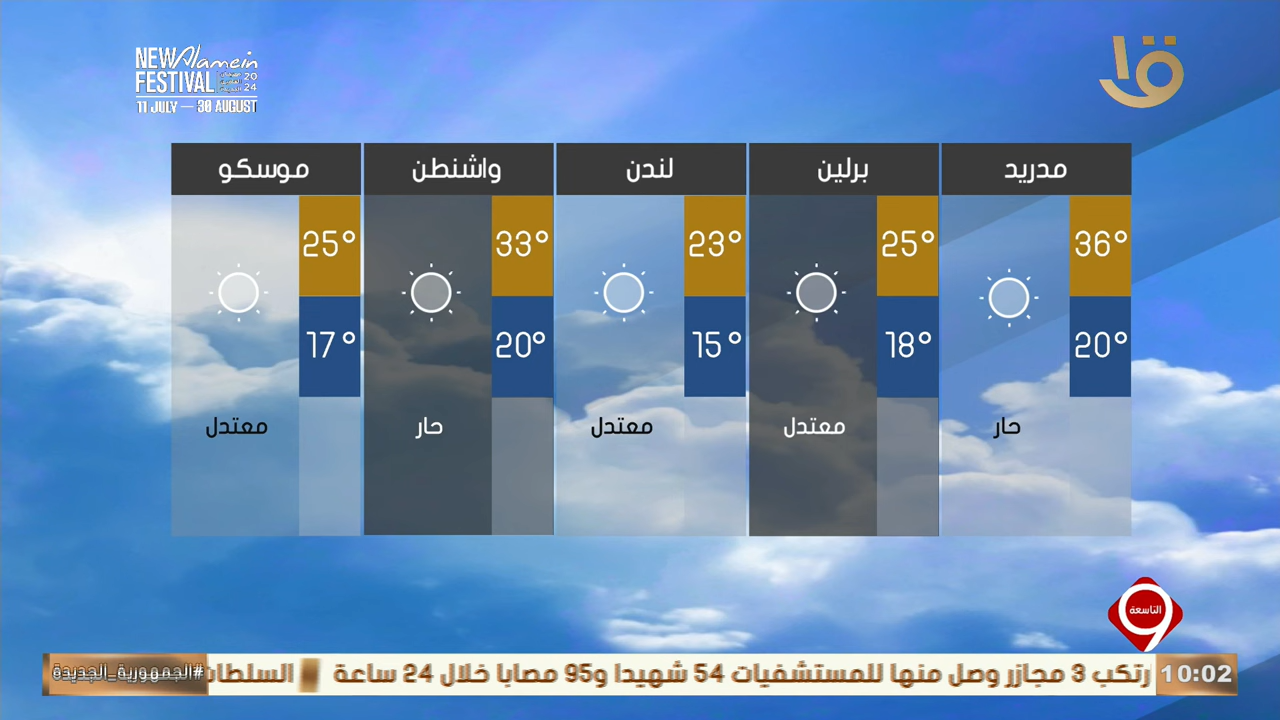 NEW Alamein
FESTIVAL 20 24
11 JULY — 30 AUGUST
مدريد
36°
20°
حار
برلين
25°
18°
معتدل
لندن
23°
15°
معتدل
واشنطن
33°
20°
حار
موسكو
25°
17°
معتدل
التاسعة
9
10:02
رتكب 3 مجازر وصل منها للمستشفيات 54 شهيدا و95 مصابا خلال 24 ساعة
السلطات
#الجمهورية_الجديدة